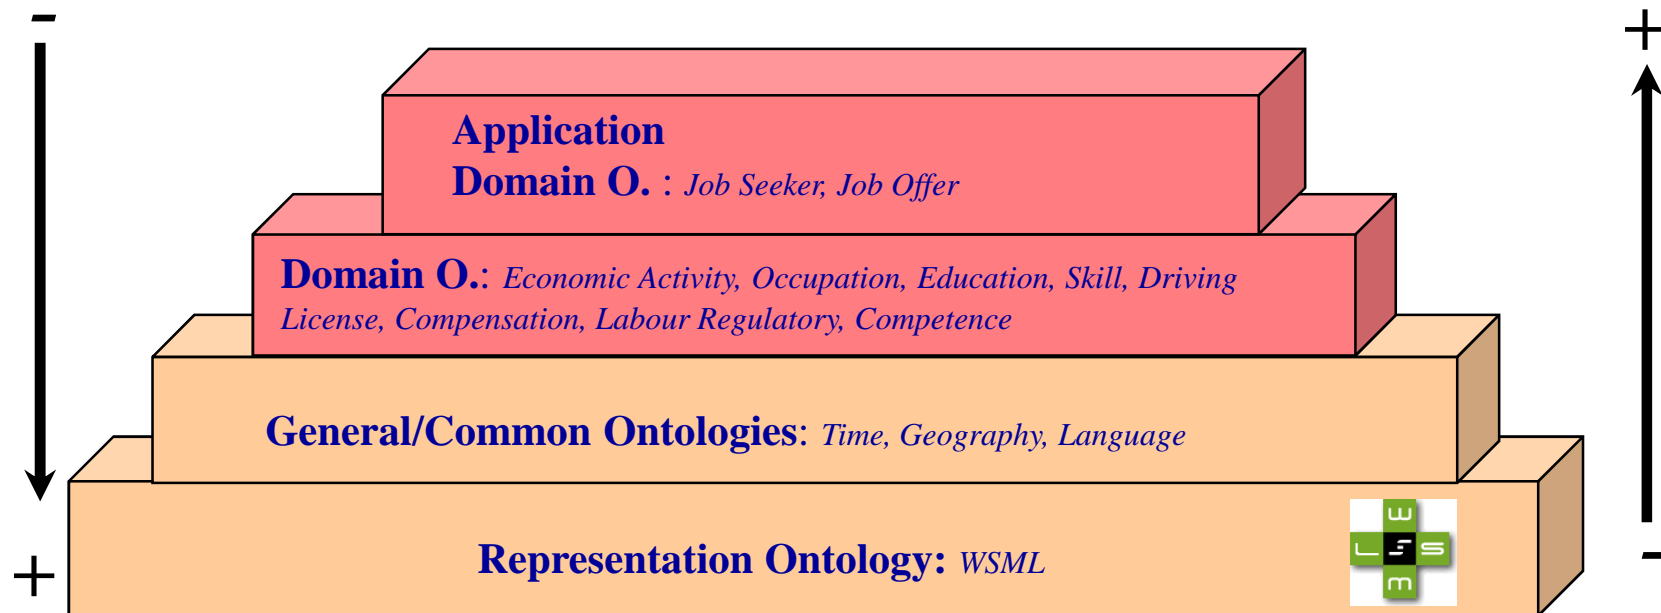 -
+
Application
Domain O. : Job Seeker, Job Offer
Domain O.: Economic Activity, Occupation, Education, Skill, Driving
License, Compensation, Labour Regulatory, Competence
General/Common Ontologies: Time, Geography, Language
Representation Ontology: WSML
W
L S
M
+
-